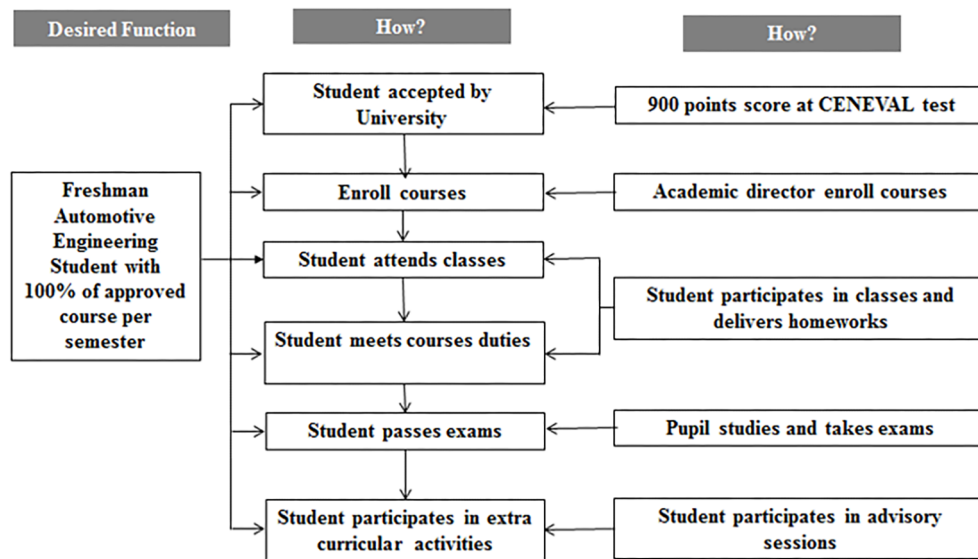 Desired Function
How?
How?
Student accepted by
University
900 points score at CENEVAL test
Freshman
Automotive
Engineering
Student with
100% of approved
course per
semester
Enroll courses
Academic director enroll courses
Student attends classes
Student participates in classes and
delivers homeworks
Student meets courses duties
Student passes exams
Pupil studies and takes exams
Student participates in extra
curricular activities
Student participates in advisory
sessions